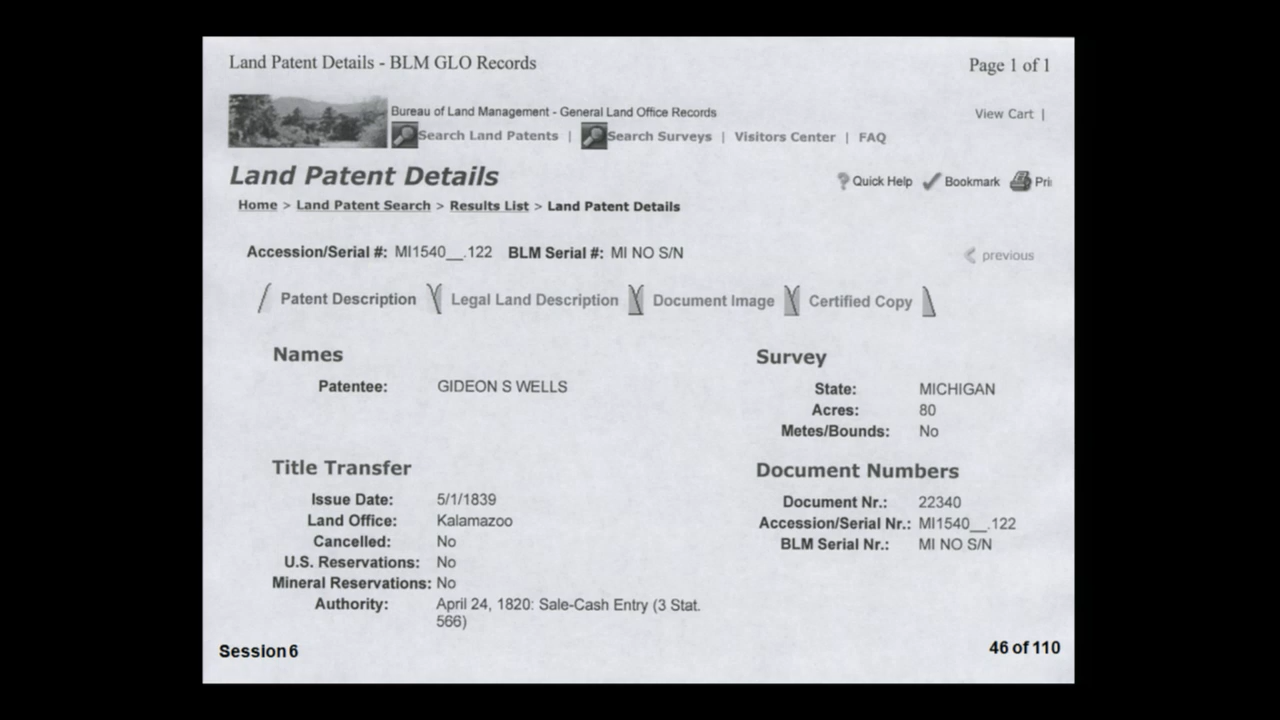 Land Patent Details - BLM GLO Records
Page 1 of 1
Bureau of Land Management - General Land Office Records
View Cart |
Search Land Patents | Search Surveys | Visitors Center | FAQ
Land Patent Details
Quick Help Bookmark Pri
Home > Land Patent Search > Results List > Land Patent Details
Accession/Serial #: MI1540__.122 BLM Serial #: MI NO S/N
previous
Patent Description Legal Land Description Document Image Certified Copy
Names
Patentee: GIDEON S WELLS
Survey
State: MICHIGAN
Acres: 80
Metes/Bounds: No
Title Transfer
Issue Date: 5/1/1839
Land Office: Kalamazoo
Cancelled: No
U.S. Reservations: No
Mineral Reservations: No
Authority: April 24, 1820: Sale-Cash Entry (3 Stat.
566)
Document Numbers
Document Nr.: 22340
Accession/Serial Nr.: MI1540__.122
BLM Serial Nr.: MI NO S/N
Session 6
46 of 110